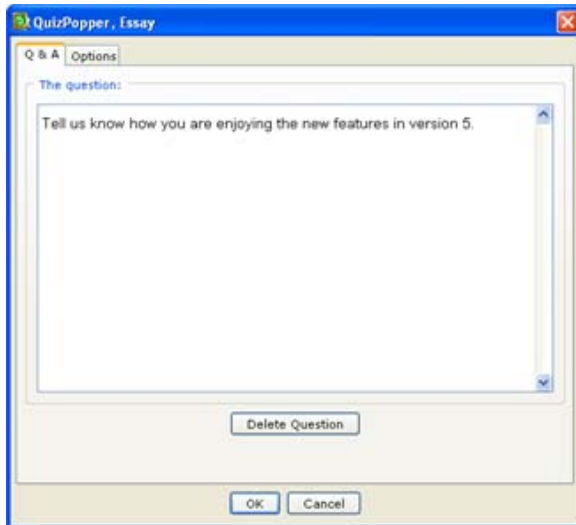 QuizPopper, Essay
Q & A Options
The question:
Tell us know how you are enjoying the new features in version 5.
Delete Question
OK Cancel